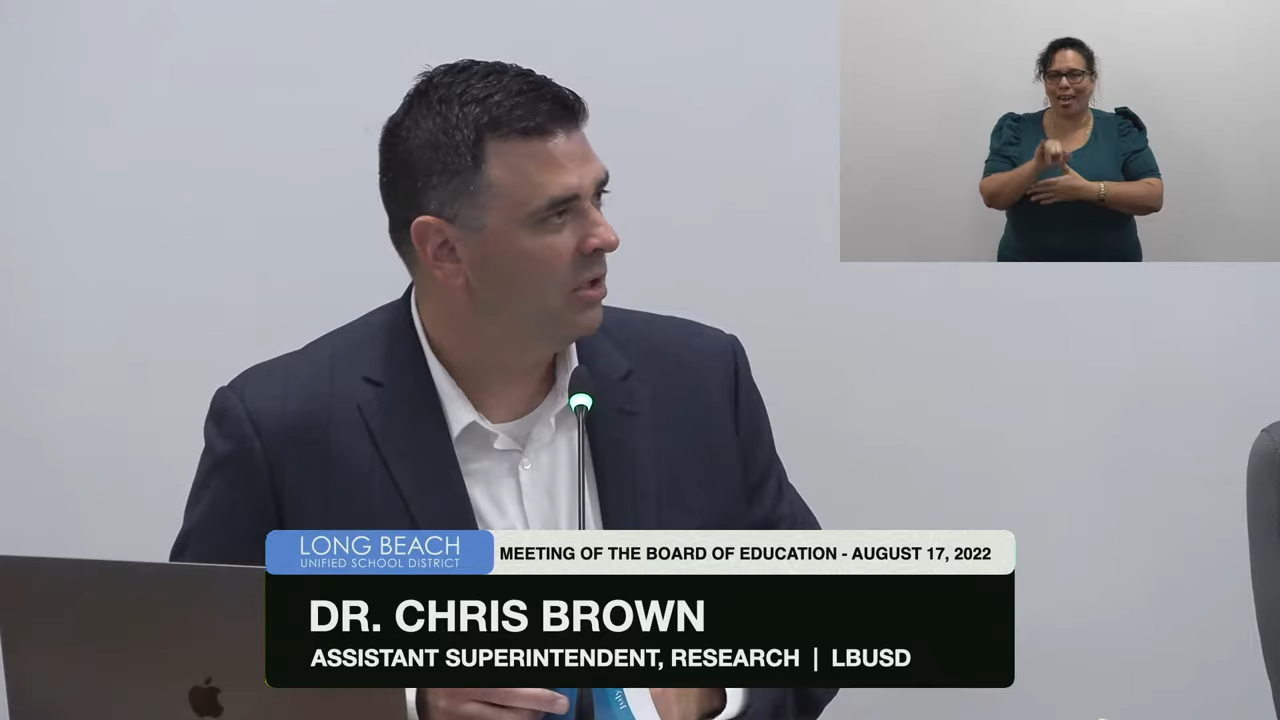 LONG BEACH
UNIFIED SCHOOL DISTRICT
MEETING OF THE BOARD OF EDUCATION - AUGUST 17, 2022
DR. CHRIS BROWN
ASSISTANT SUPERINTENDENT, RESEARCH | LBUSD